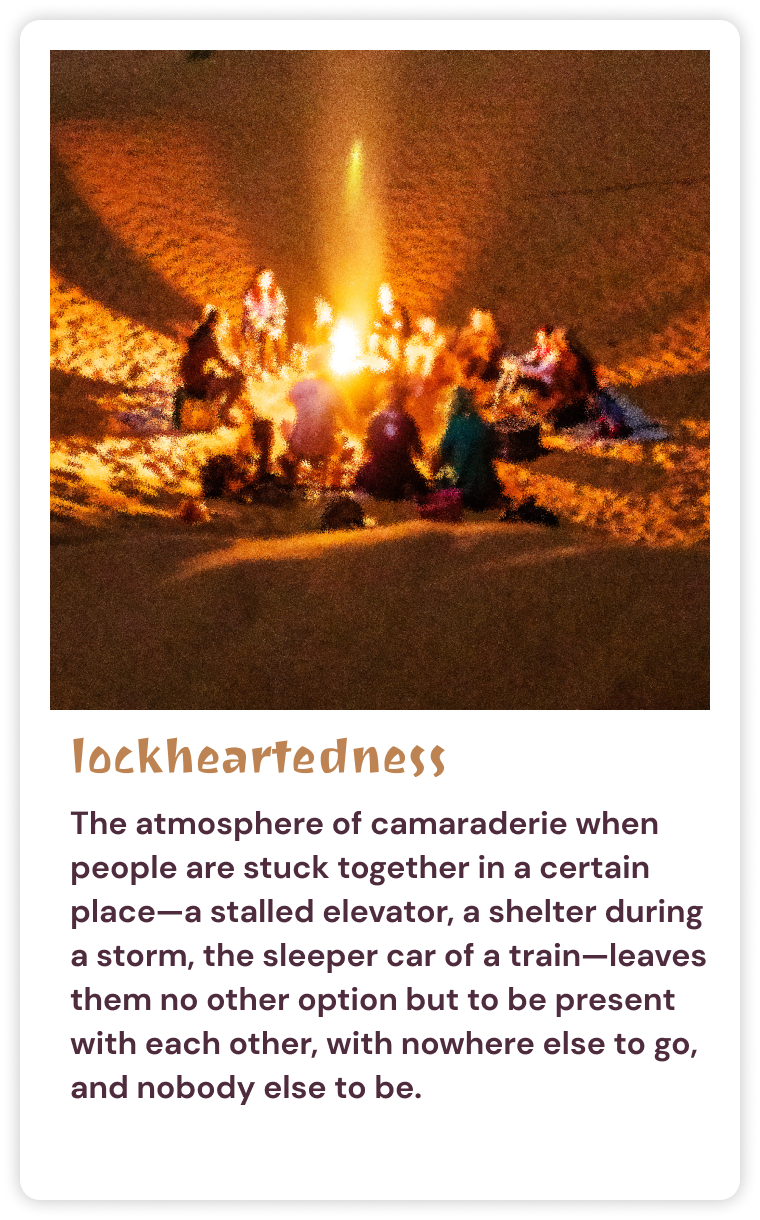 lockheartedness
The atmosphere of camaraderie when
people are stuck together in a certain
place—a stalled elevator, a shelter during
a storm, the sleeper car of a train—leaves
them no other option but to be present
with each other, with nowhere else to go,
and nobody else to be.